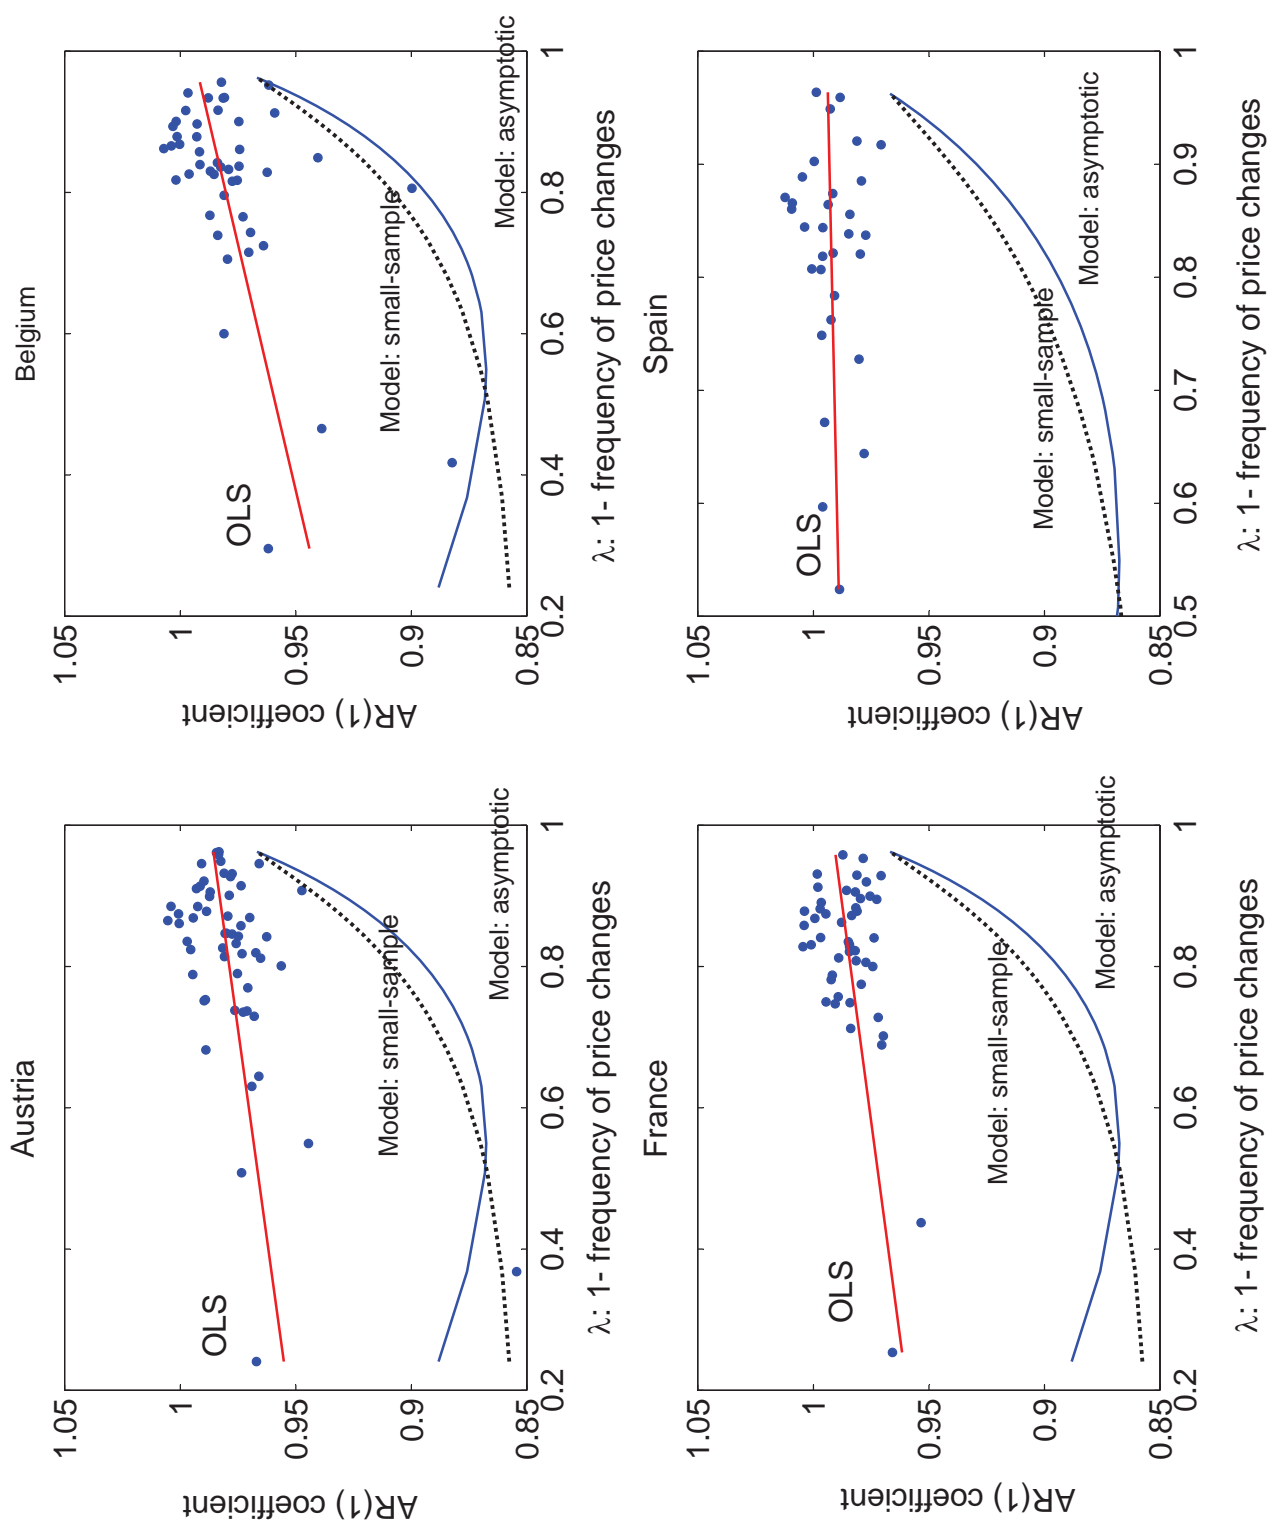 Austria
AR(1) coefficient
1.05
1
0.95
0.9
0.85
OLS
Model: small-sample
Model: asymptotic
0.2
0.4
0.6
0.8
1
λ: 1- frequency of price changes
Belgium
AR(1) coefficient
1.05
1
0.95
0.9
0.85
OLS
Model: small-sample
Model: asymptotic
0.2
0.4
0.6
0.8
1
λ: 1- frequency of price changes
France
AR(1) coefficient
1.05
1
0.95
0.9
0.85
OLS
Model: small-sample
Model: asymptotic
0.2
0.4
0.6
0.8
1
λ: 1- frequency of price changes
Spain
AR(1) coefficient
1.05
1
0.95
0.9
0.85
OLS
Model: small-sample
Model: asymptotic
0.5
0.6
0.7
0.8
0.9
1
λ: 1- frequency of price changes